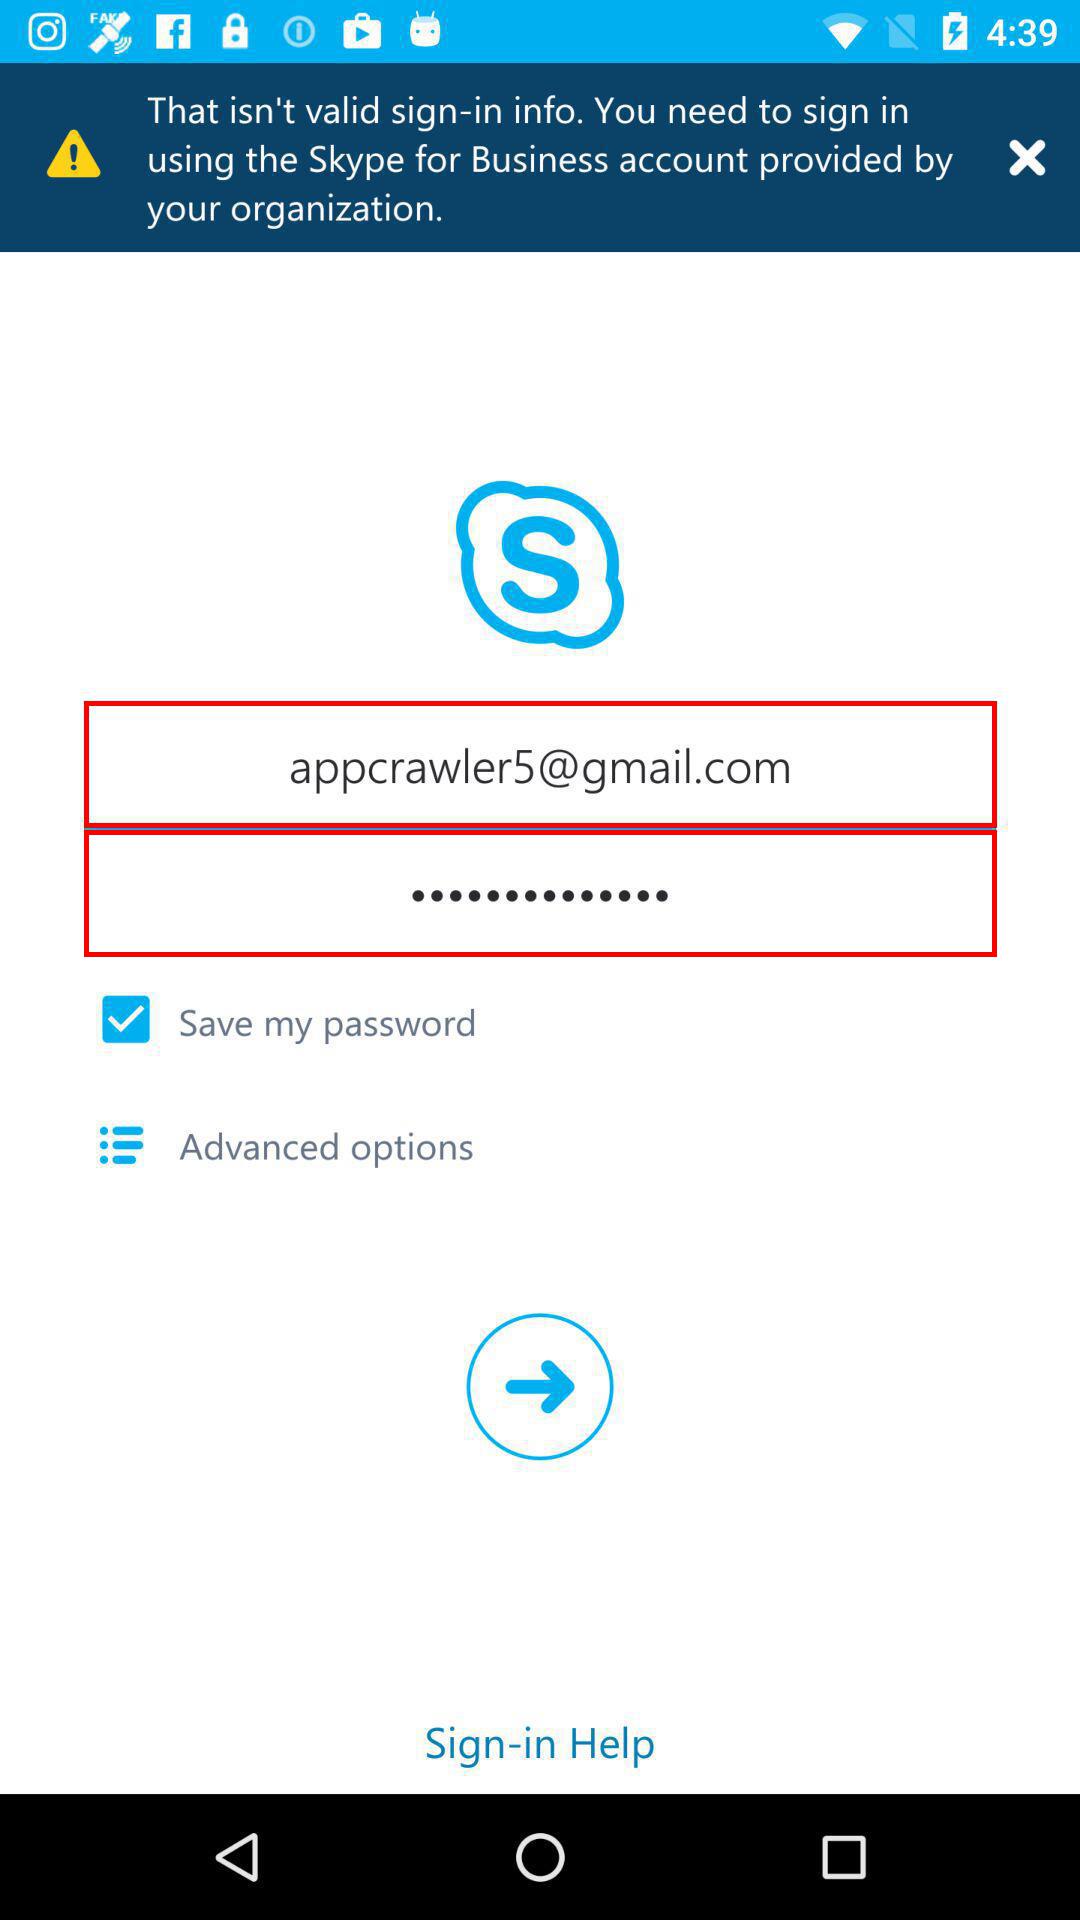 FAKE
4:39
That isn't valid sign-in info. You need to sign in
using the Skype for Business account provided by
your organization.
S
appcrawler5@gmail.com
••••••••••••••
Save my password
Advanced options
Sign-in Help